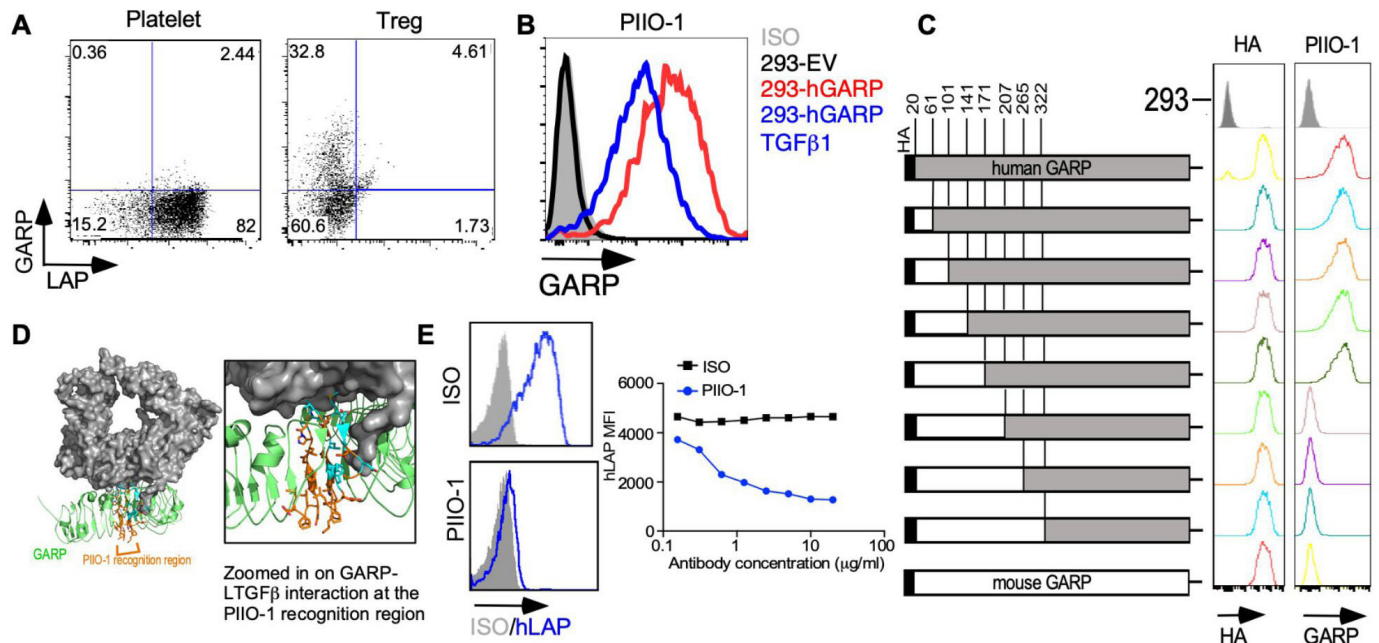 A
Platelet
0.36
2.44
15.2
82
Treg
32.8
4.61
60.6
1.73
GARP
LAP
B
PIIO-1
GARP
ISO
293-EV
293-hGARP
293-hGARP
TGFβ1
C
HA
PIIO-1
293
HA
20
61
101
141
171
207
265
322
human GARP
mouse GARP
HA
GARP
D
GARP
PIIO-1 recognition region
Zoomed in on GARP-
LTGFβ interaction at the
PIIO-1 recognition region
E
ISO
PIIO-1
ISO/hLAP
ISO
PIIO-1
hLAP MFI
6000
4000
2000
0
0.1
1
10
100
Antibody concentration (μg/ml)